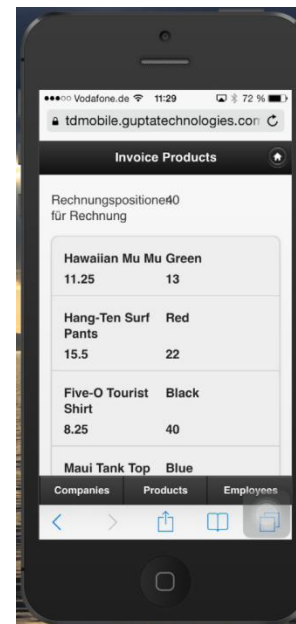 Vodafone.de 11:29 72 %
tdmobile.guptatechnologies.com
Invoice Products
Rechnungspositionen 40
für Rechnung
Hawaiian Mu Mu Green
11.25 13
Hang-Ten Surf Red
Pants
15.5 22
Five-O Tourist Black
Shirt
8.25 40
Maui Tank Top Blue
Companies Products Employees